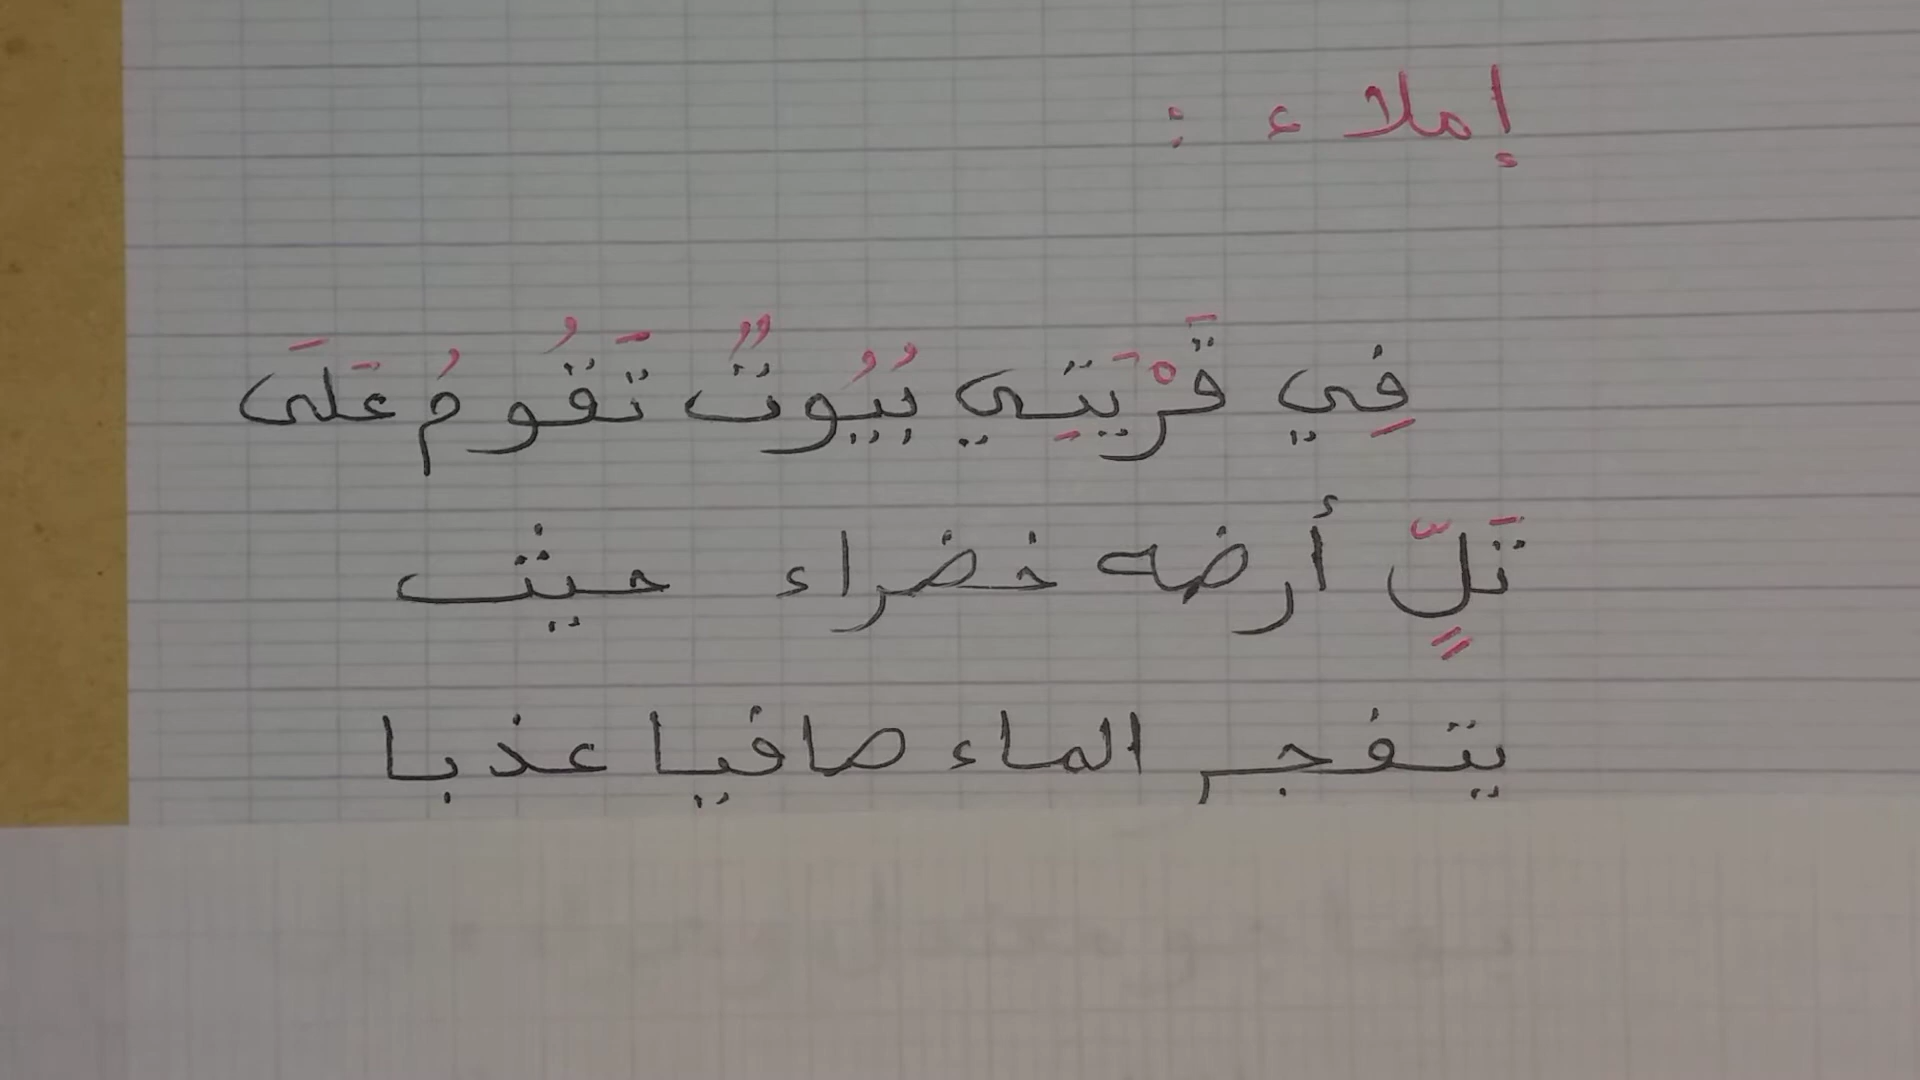 إملاء :
فِي قَرْيَتِي بُيُوتٌ تَقُومُ عَلَى
تَلٍّ أرضه خضراء حيث
يتفجر الماء صافيا عذبا